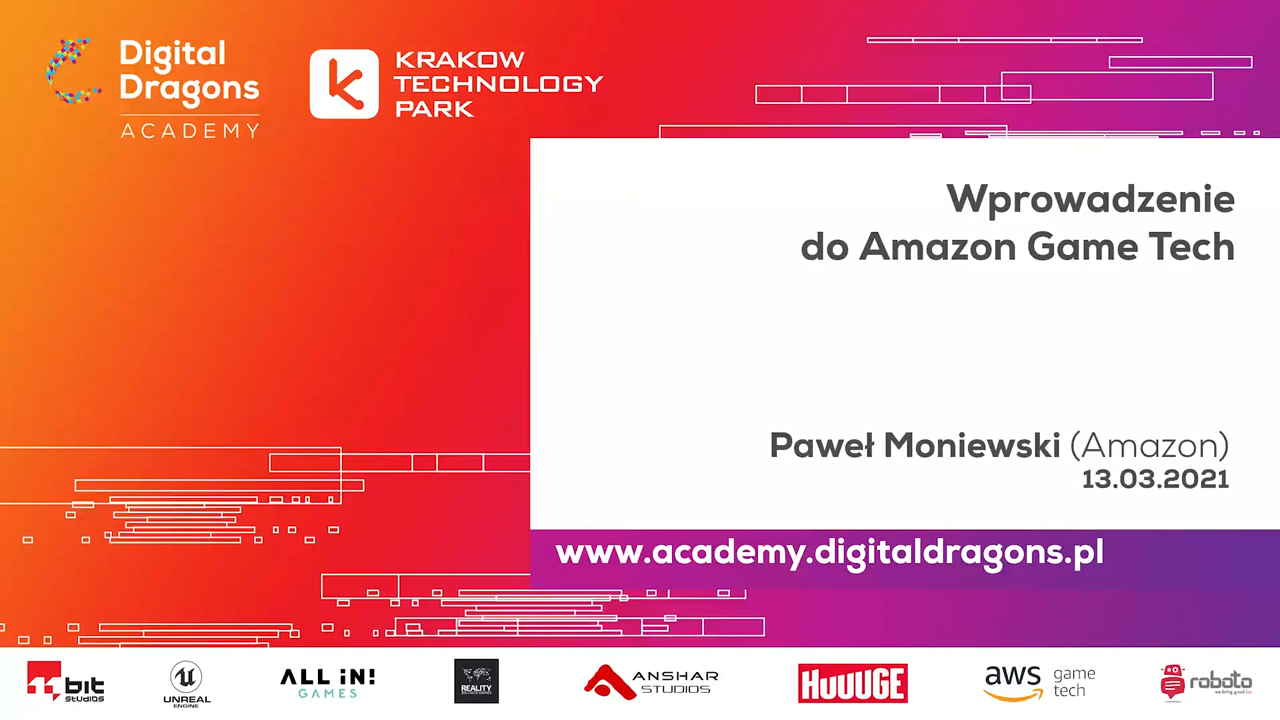 Digital
Dragons
ACADEMY
KRAKOW
TECHNOLOGY
PARK
Wprowadzenie
do Amazon Game Tech
Paweł Moniewski (Amazon)
13.03.2021
www.academy.digitaldragons.pl
11 bit
STUDIOS
UNREAL
ENGINE
ALL iN!
GAMES
REALITY
ANSHAR
STUDIOS
HUUUGE
aws game
tech
roboto